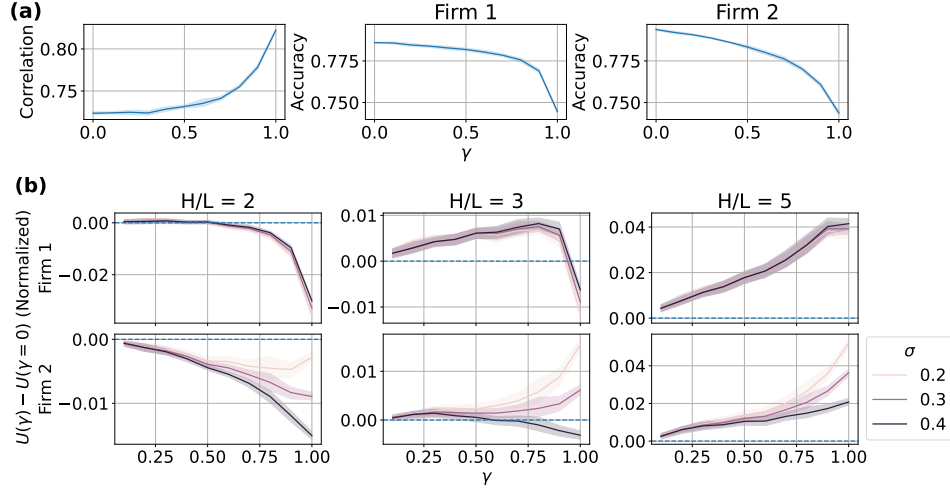 (a)
Firm 1
Firm 2
Correlation
0.80
0.75
0.0 0.5 1.0
Accuracy
0.775
0.750
0.0 0.5 1.0
γ
Accuracy
0.775
0.750
0.0 0.5 1.0
(b)
H/L = 2
H/L = 3
H/L = 5
U(γ) − U(γ = 0) (Normalized)
Firm 1
0.00
−0.02
0.01
0.00
−0.01
0.04
0.02
0.00
Firm 2
0.00
−0.01
0.25 0.50 0.75 1.00
0.01
0.00
0.25 0.50 0.75 1.00
γ
0.04
0.02
0.00
0.25 0.50 0.75 1.00
σ
0.2
0.3
0.4